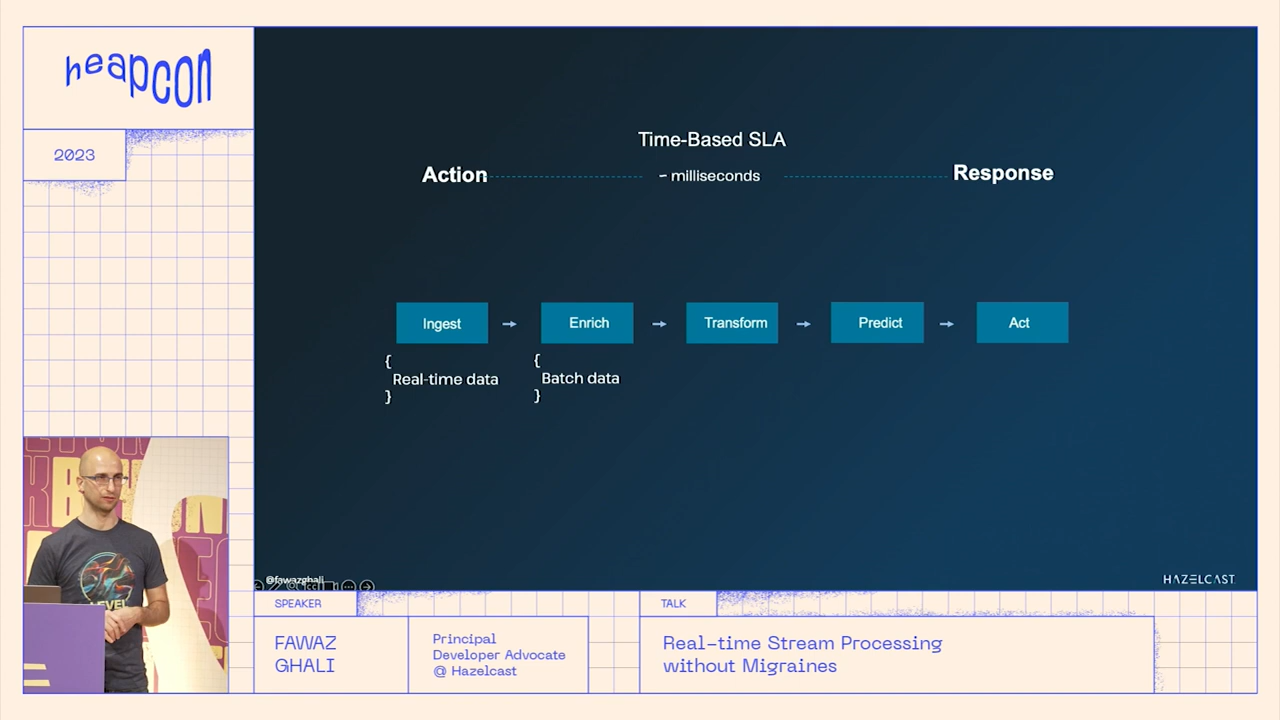 heapcon
2023
Time-Based SLA
Action
~ milliseconds
Response
Ingest
Enrich
Transform
Predict
Act
{
Real-time data
}
{
Batch data
}
@fawazghali
HAZELCAST
LEVEL
SPEAKER
FAWAZ
GHALI
Principal
Developer Advocate
@ Hazelcast
TALK
Real-time Stream Processing
without Migraines